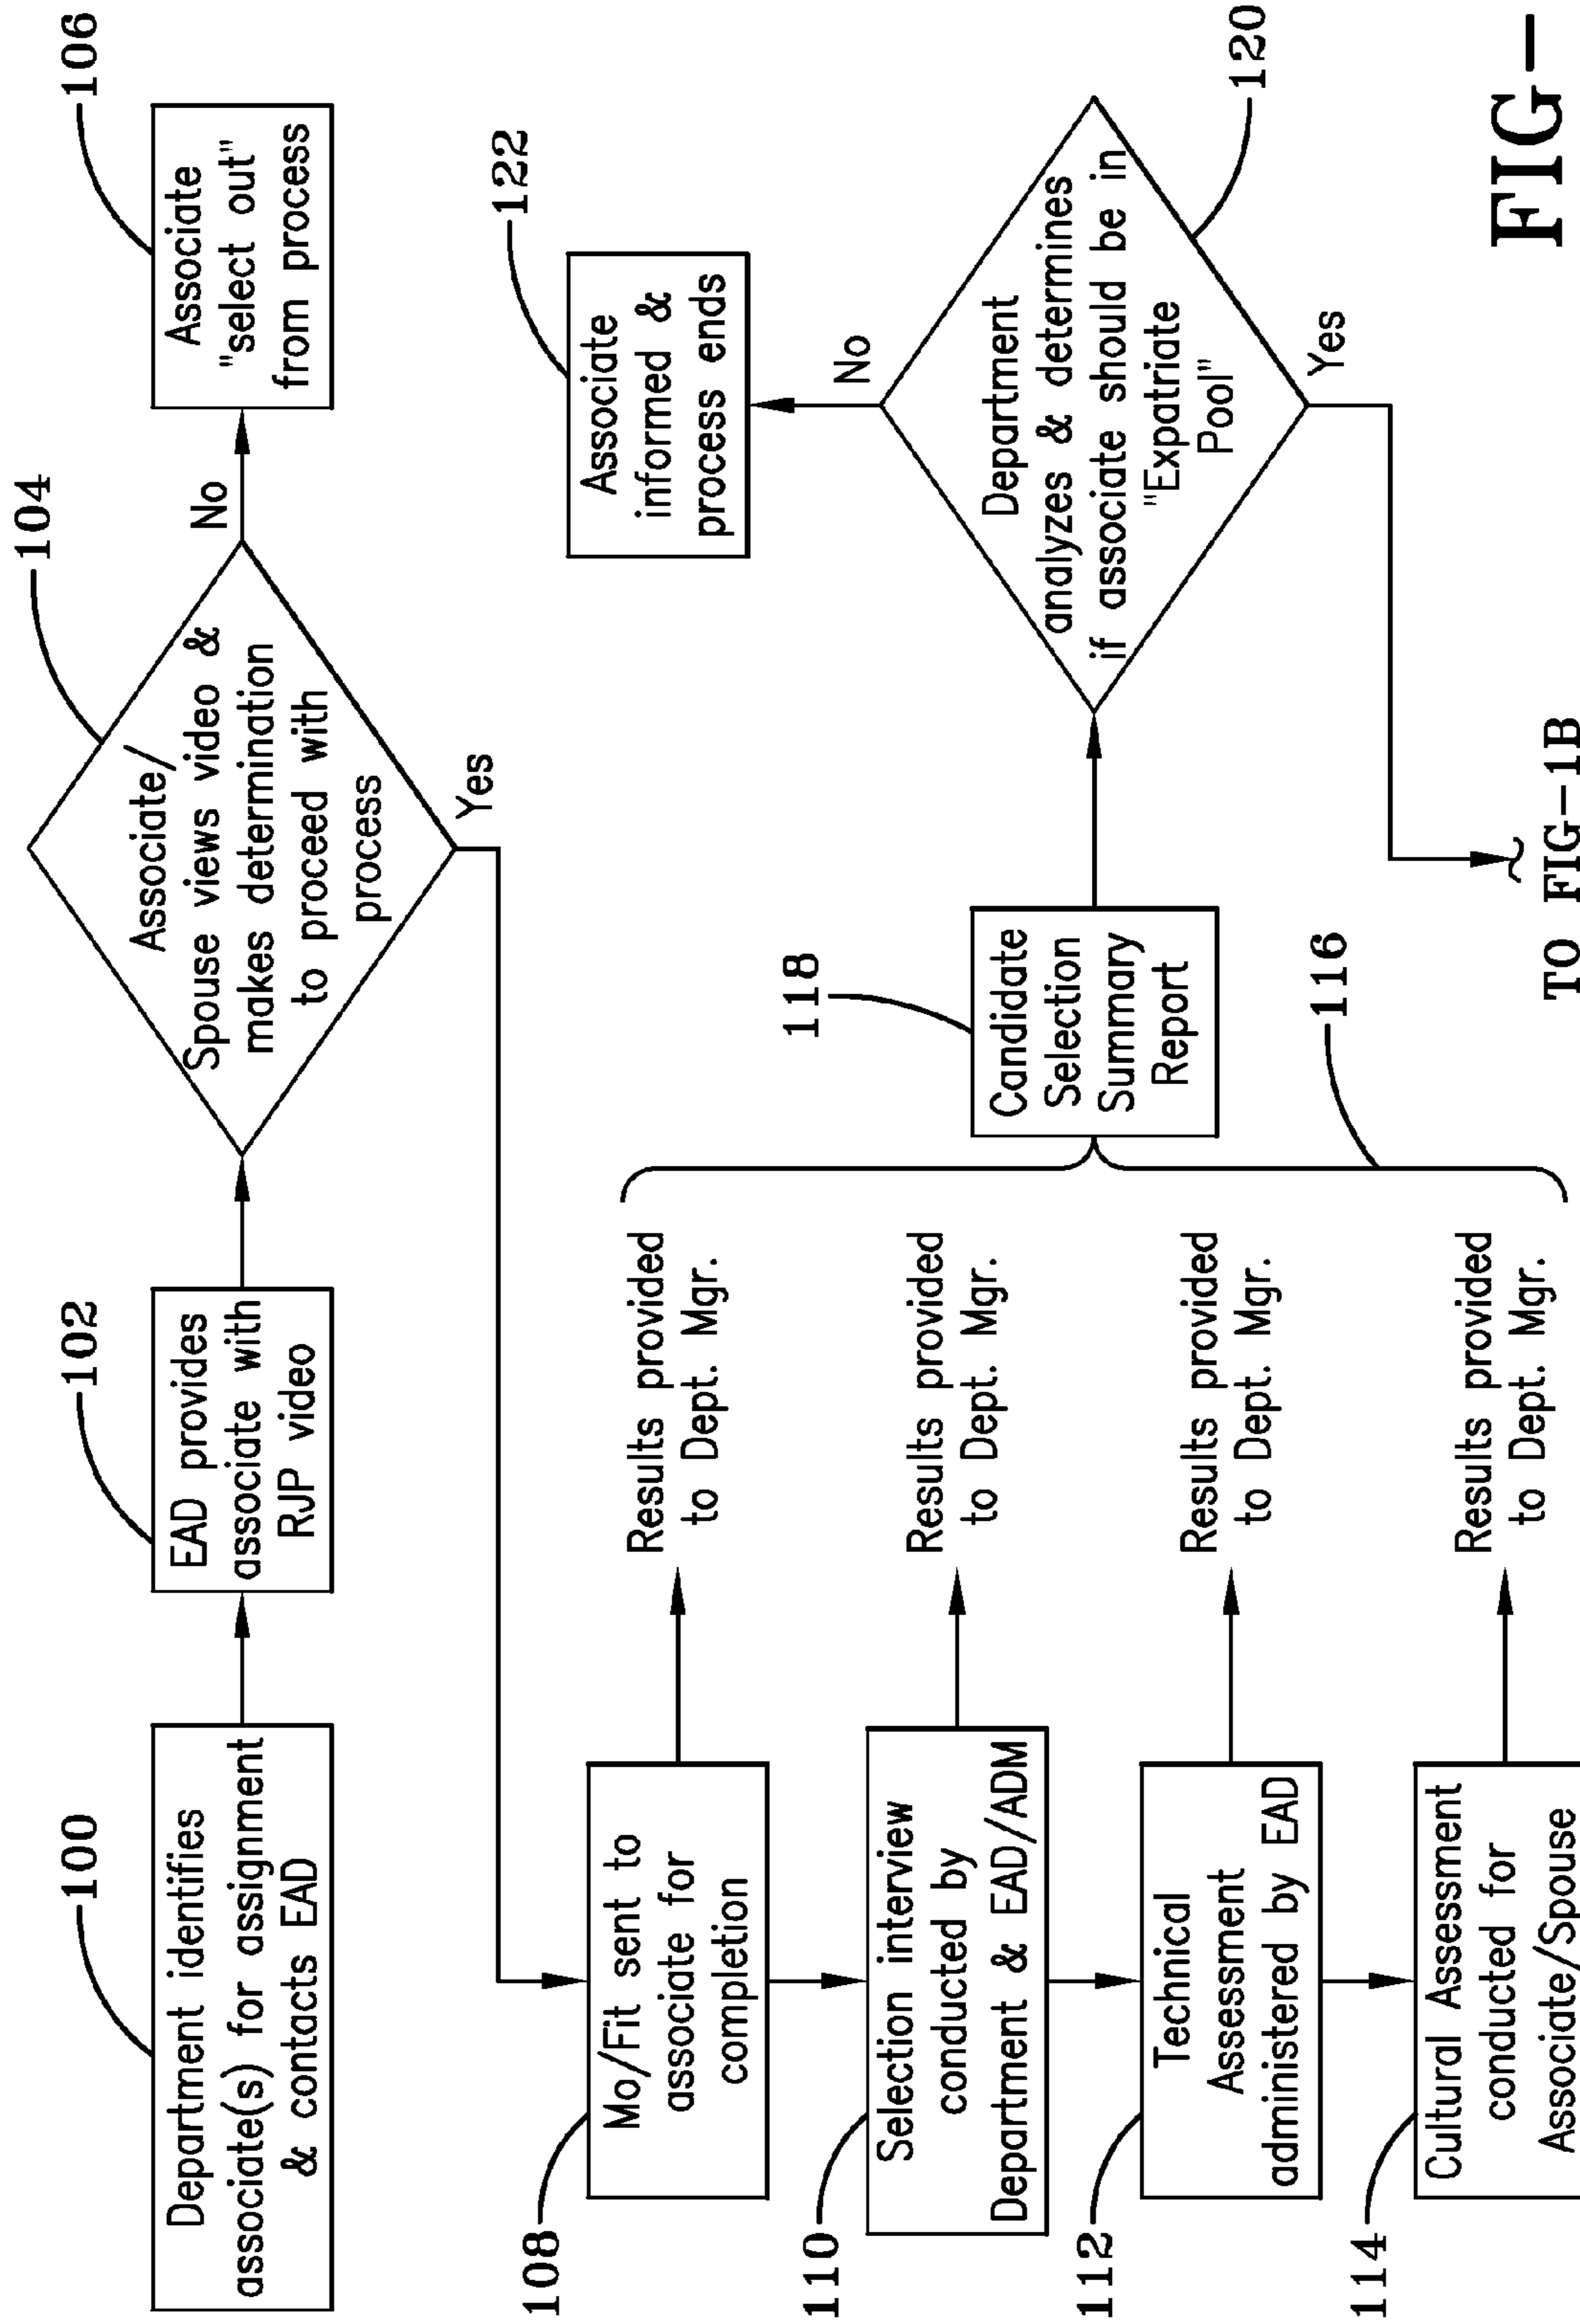 100
Department identifies
associate(s) for assignment
& contacts EAD
102
EAD provides
associate with
RJP video
104
Associate/
Spouse views video &
makes determination
to proceed with
process
No
Yes
106
Associate
"select out"
from process
108
Mo/Fit sent to
associate for
completion
Results provided
to Dept. Mgr.
110
Selection interview
conducted by
Department & EAD/ADM
Results provided
to Dept. Mgr.
112
Technical
Assessment
administered by EAD
Results provided
to Dept. Mgr.
114
Cultural Assessment
conducted for
Associate/Spouse
Results provided
to Dept. Mgr.
116
118
Candidate
Selection
Summary
Report
120
Department
analyzes & determines
if associate should be in
"Expatriate
Pool"
No
Yes
122
Associate
informed &
process ends
TO FIG-1B
FIG-